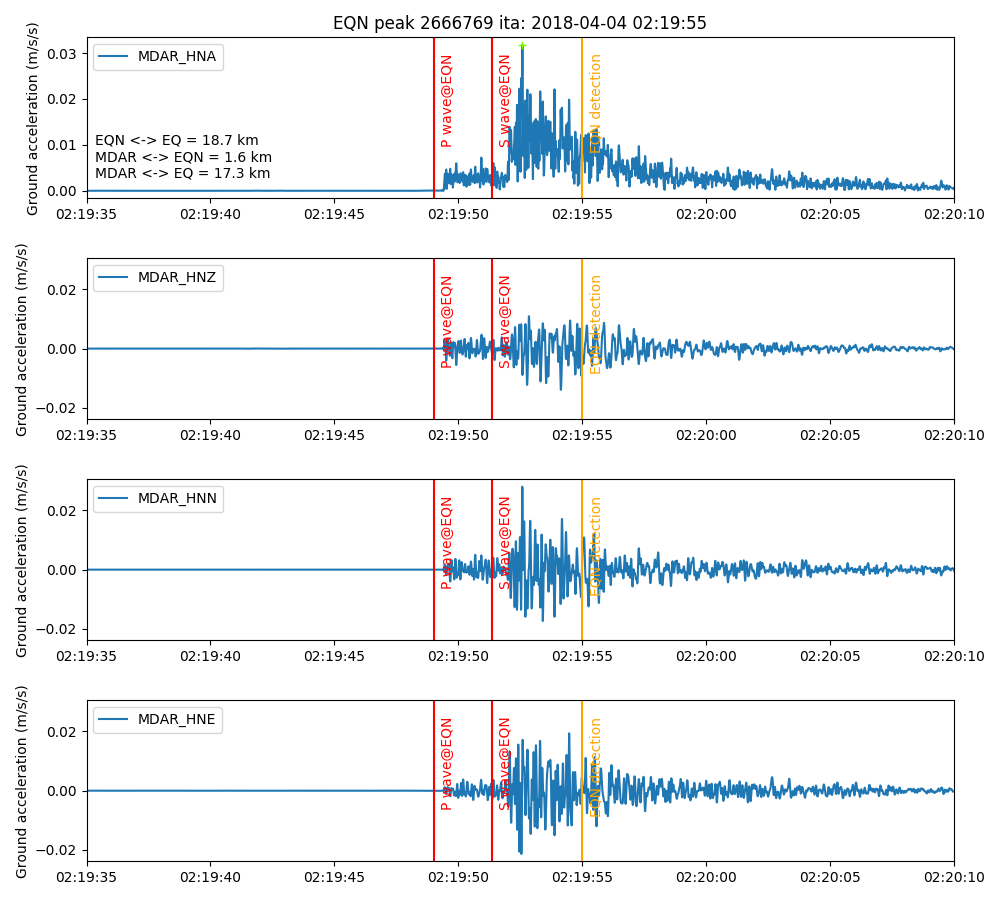 EQN peak 2666769 ita: 2018-04-04 02:19:55
Ground acceleration (m/s/s)
0.03
0.02
0.01
0.00
MDAR_HNA
P wave@EQN
S wave@EQN
EQN detection
EQN <-> EQ = 18.7 km
MDAR <-> EQN = 1.6 km
MDAR <-> EQ = 17.3 km
02:19:35 02:19:40 02:19:45 02:19:50 02:19:55 02:20:00 02:20:05 02:20:10
Ground acceleration (m/s/s)
0.02
0.00
−0.02
MDAR_HNZ
P wave@EQN
S wave@EQN
EQN detection
02:19:35 02:19:40 02:19:45 02:19:50 02:19:55 02:20:00 02:20:05 02:20:10
Ground acceleration (m/s/s)
0.02
0.00
−0.02
MDAR_HNN
P wave@EQN
S wave@EQN
EQN detection
02:19:35 02:19:40 02:19:45 02:19:50 02:19:55 02:20:00 02:20:05 02:20:10
Ground acceleration (m/s/s)
0.02
0.00
−0.02
MDAR_HNE
P wave@EQN
S wave@EQN
EQN detection
02:19:35 02:19:40 02:19:45 02:19:50 02:19:55 02:20:00 02:20:05 02:20:10